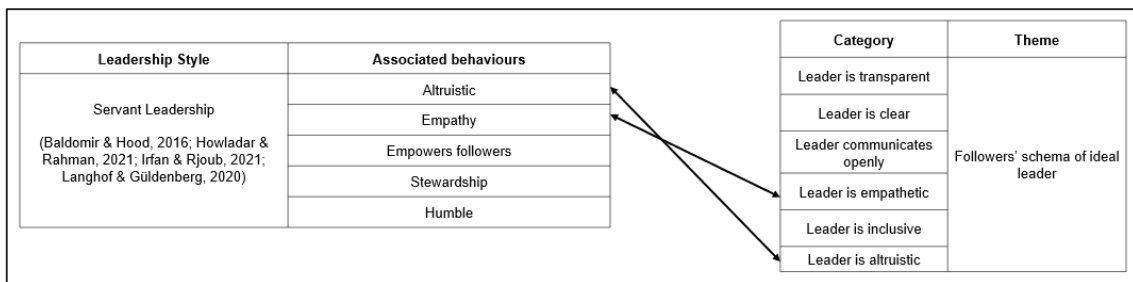 Leadership Style
Associated behaviours
Servant Leadership
(Baldomir & Hood, 2016; Howladar &
Rahman, 2021; Irfan & Rjoub, 2021;
Langhof & Güldenberg, 2020)
Altruistic
Empathy
Empowers followers
Stewardship
Humble
Category
Theme
Leader is transparent
Leader is clear
Leader communicates
openly
Leader is empathetic
Leader is inclusive
Leader is altruistic
Followers' schema of ideal
leader